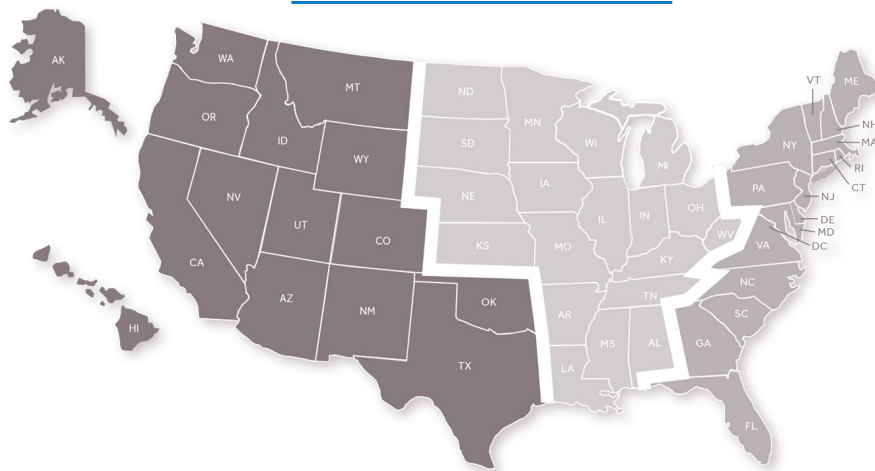 AK
WA
MT
ND
MN
VT
ME
OR
ID
SD
WI
NH
MA
NY
WY
MI
RI
CT
NV
NE
IA
PA
NJ
UT
CO
IL
IN
OH
DE
MD
DC
WV
VA
KS
MO
KY
CA
AZ
NM
OK
TN
NC
AR
SC
HI
MS
AL
GA
TX
LA
FL